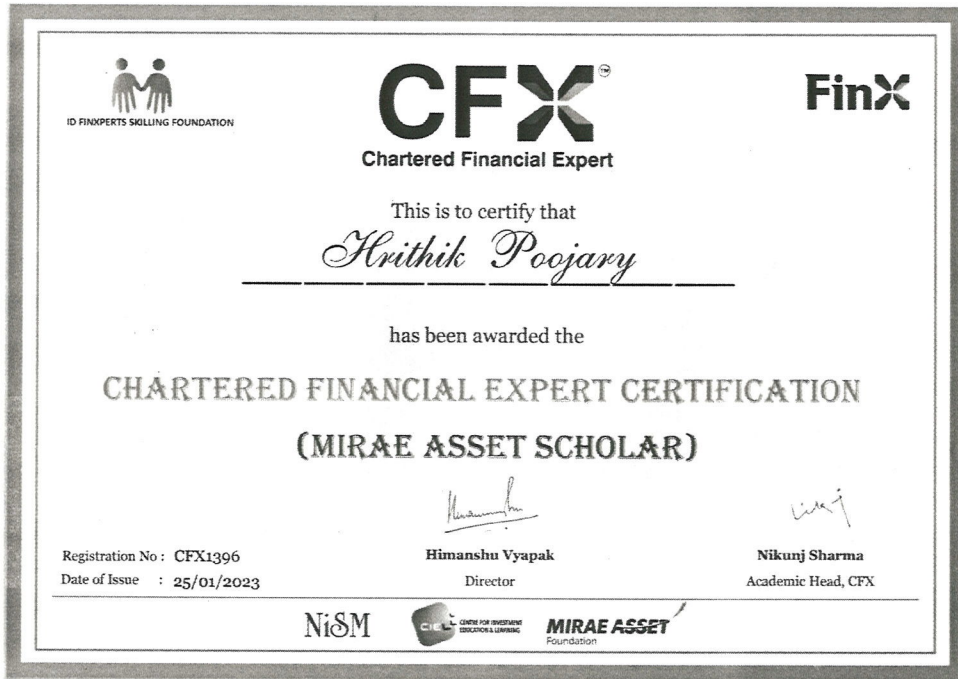 ID FINXPERTS SKILLING FOUNDATION
CFX™
Chartered Financial Expert
FinX
This is to certify that
Hrithik Poojary
has been awarded the
CHARTERED FINANCIAL EXPERT CERTIFICATION
(MIRAE ASSET SCHOLAR)
Registration No : CFX1396
Date of Issue : 25/01/2023
Himanshu Vyapak
Director
Nikunj Sharma
Academic Head, CFX
NiSM
CIEL CENTRE FOR INVESTMENT
EDUCATION & LEARNING
MIRAE ASSET
Foundation